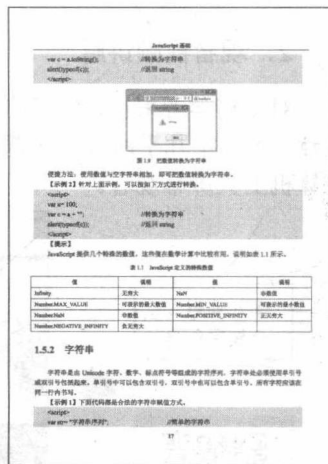 JavaScript 基础
var c = a.toString(); //转换为字符串
alert(typeof(c)); //返回 string
</script>
图 1.8 把数值转换为字符串
便捷方法：使用数值与空字符串相加，即可把数值转换为字符串。
【示例 2】针对上面示例，可以按如下方式进行转换。
<script>
var a= 100;
var c = a + ""; //转换为字符串
alert(typeof(c)); //返回 string
</script>
【提示】
JavaScript 提供几个特殊的数值，这些值在数学计算中比较有用，说明如表 1.1 所示。
表 1.1 JavaScript 定义的特殊数值
值 说明 值 说明
Infinity 无穷大 NaN 非数值
Number.MAX_VALUE 可表示的最大数值 Number.MIN_VALUE 可表示的最小数值
Number.NaN 非数值 Number.POSITIVE_INFINITY 正无穷大
Number.NEGATIVE_INFINITY 负无穷大
1.5.2 字符串
字符串是由 Unicode 字符、数字、标点符号等组成的字符序列。字符串处必须使用单引号
或双引号包括起来。单引号中可以包含双引号，双引号中也可以包含单引号。所有字符应该在
同一行内书写。
【示例 1】下面代码都是合法的字符串赋值方式。
<script>
var str= "字符串序列"; //简单的字符串
17